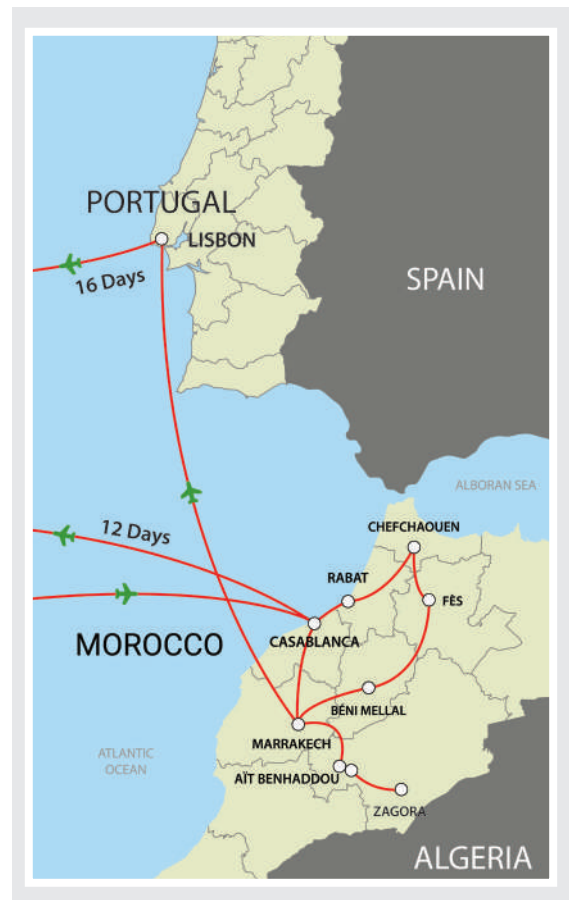 PORTUGAL
LISBON
16 Days
SPAIN
ALBORAN SEA
12 Days
CHEFCHAOUEN
RABAT
FÈS
CASABLANCA
MOROCCO
BÉNI MELLAL
MARRAKECH
ATLANTIC
OCEAN
AÏT BENHADDOU
ZAGORA
ALGERIA